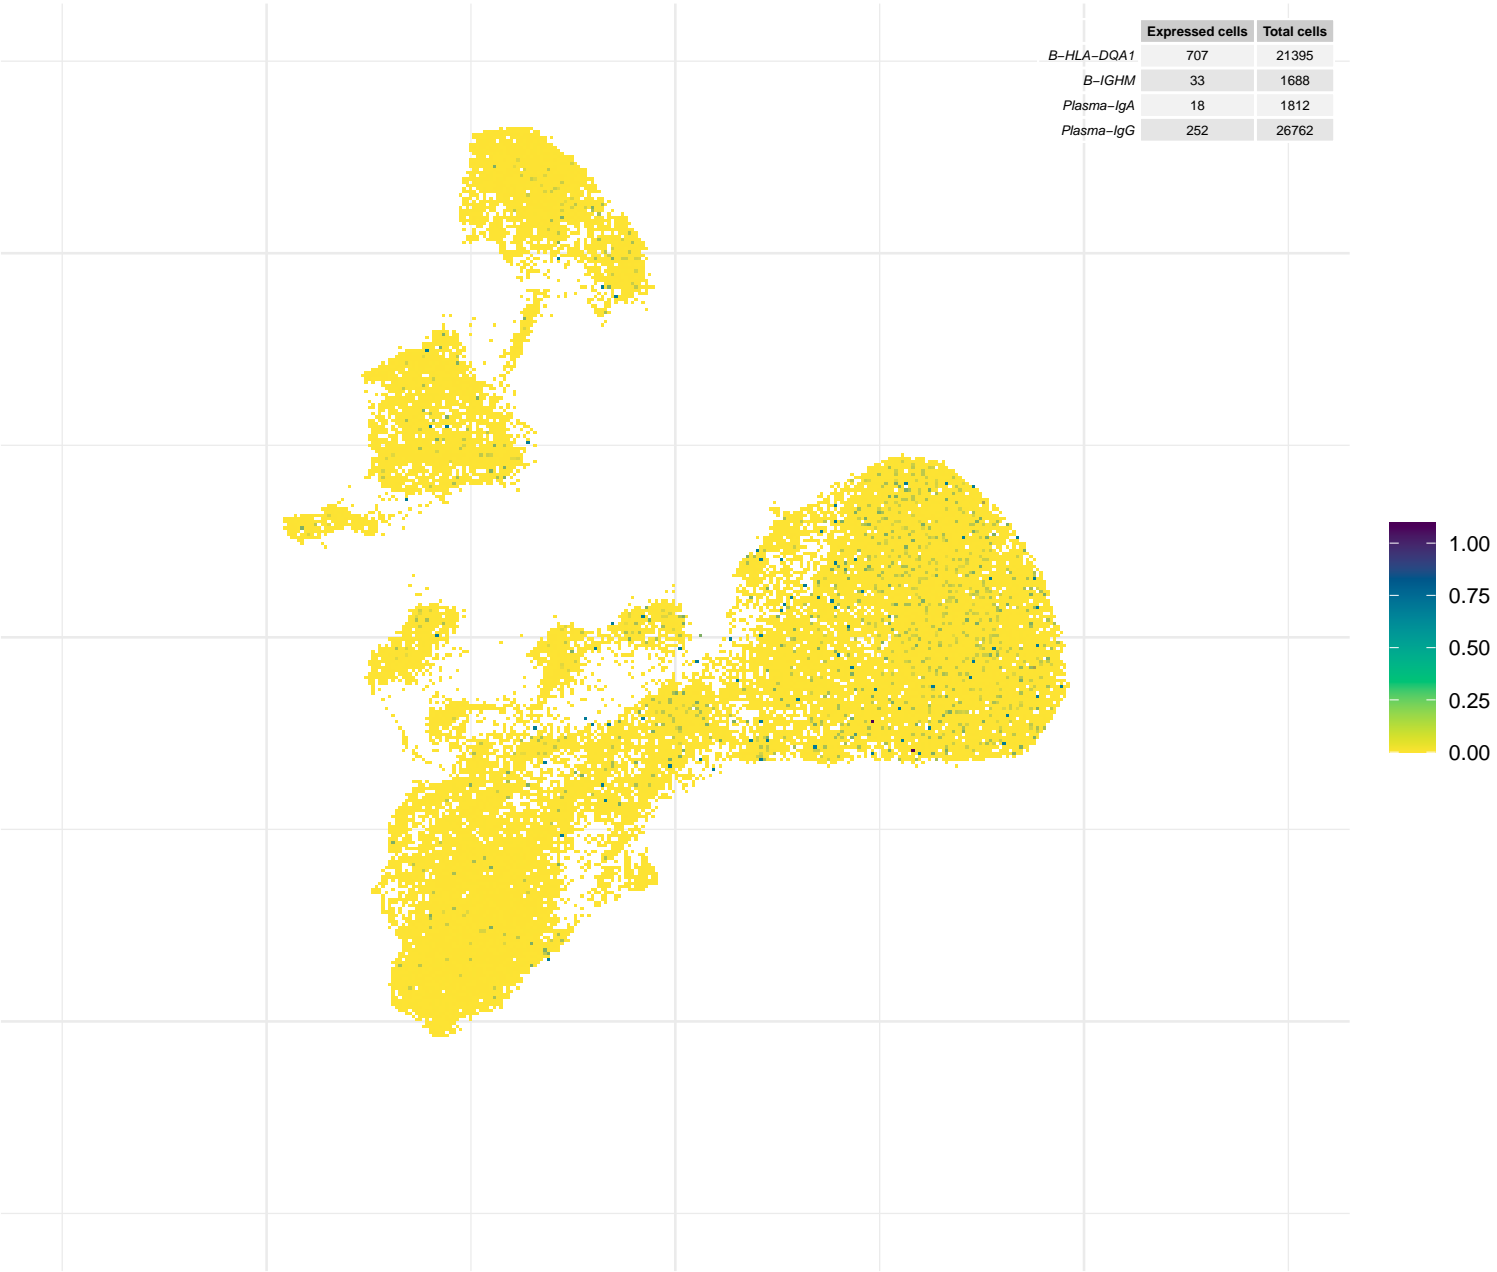 Expressed cells Total cells
B−HLA−DQA1 707 21395
B−IGHM 33 1688
Plasma−IgA 18 1812
Plasma−IgG 252 26762
1.00
0.75
0.50
0.25
0.00